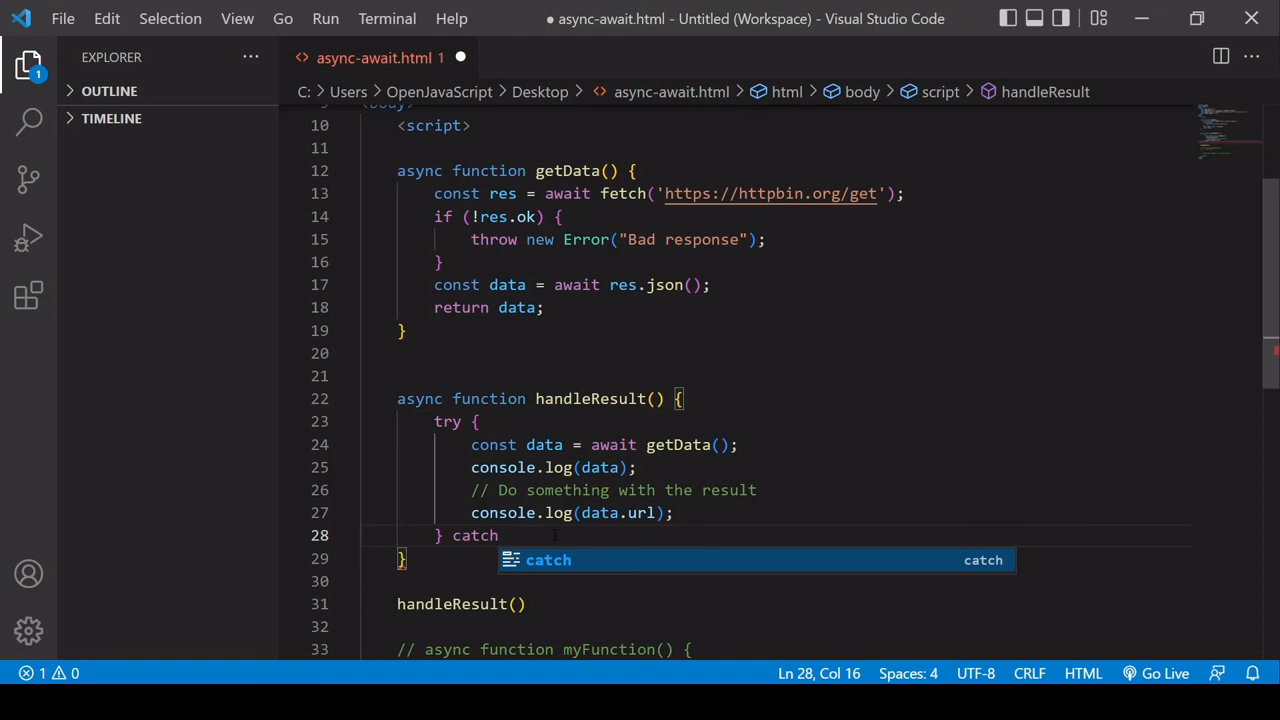 File Edit Selection View Go Run Terminal Help
● async-await.html - Untitled (Workspace) - Visual Studio Code
EXPLORER ···
1
OUTLINE
TIMELINE
<> async-await.html 1 ●
C: > Users > OpenJavaScript > Desktop > <> async-await.html > html > body > script > handleResult
9 <body>
10 <script>
11
12 async function getData() {
13 const res = await fetch('https://httpbin.org/get');
14 if (!res.ok) {
15 throw new Error("Bad response");
16 }
17 const data = await res.json();
18 return data;
19 }
20
21
22 async function handleResult() {
23 try {
24 const data = await getData();
25 console.log(data);
26 // Do something with the result
27 console.log(data.url);
28 } catch
29 }
catch catch
30
31 handleResult()
32
33 // async function myFunction() {
1 0 Ln 28, Col 16 Spaces: 4 UTF-8 CRLF HTML Go Live